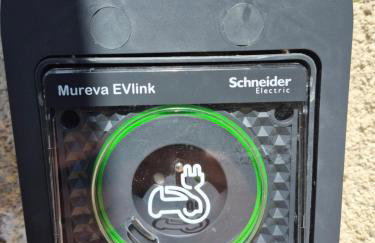 Mureva EVlink
Schneider
Electric